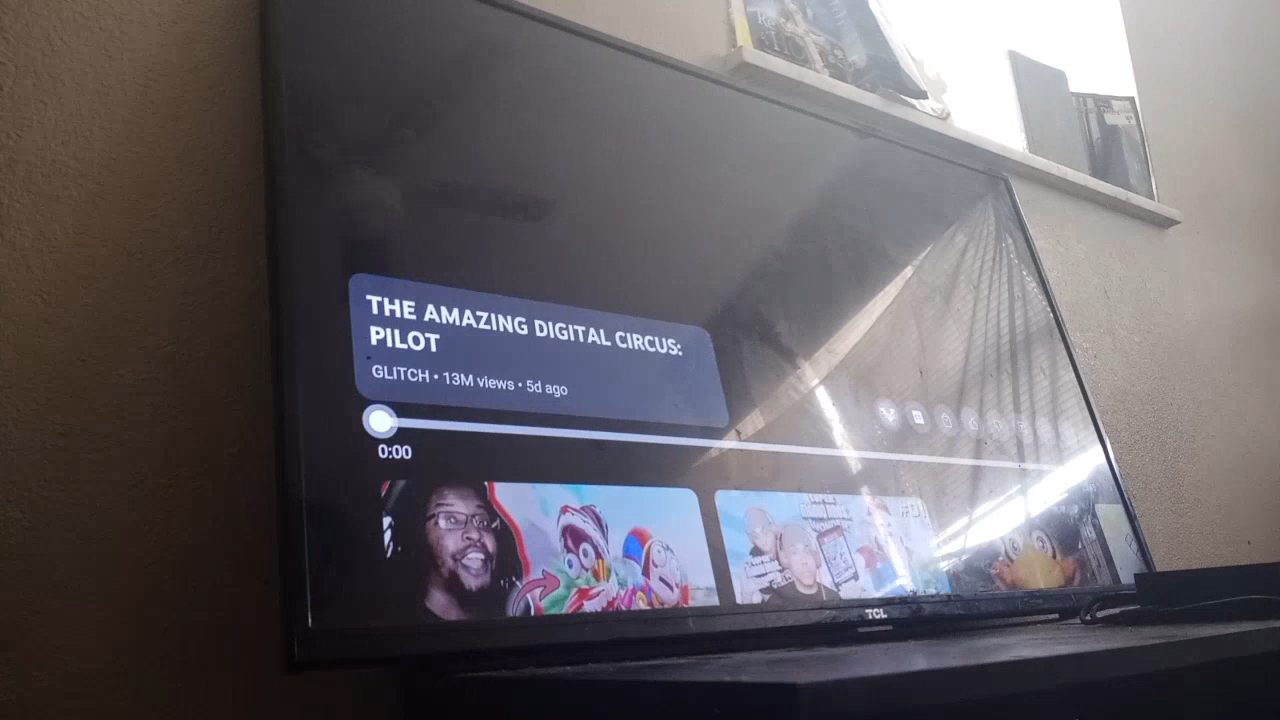 THE AMAZING DIGITAL CIRCUS:
PILOT
GLITCH • 13M views • 5d ago
0:00
TCL